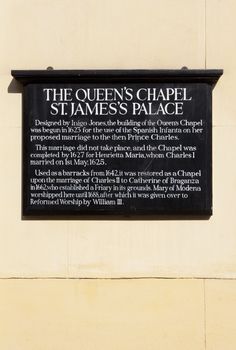 THE QUEEN'S CHAPEL
ST. JAMES'S PALACE
Designed by Inigo Jones, the building of the Queen's Chapel
was begun in 1623 for the use of the Spanish Infanta on her
proposed marriage to the then Prince Charles.
This marriage did not take place, and the Chapel was
completed by 1627 for Henrietta Maria, whom Charles I
married on 1st May, 1625.
Used as a barracks from 1642, it was restored as a Chapel
upon the marriage of Charles II to Catherine of Braganza
in 1662, who established a Friary in its grounds. Mary of Modena
worshipped here until 1688, after which it was given over to
Reformed Worship by William III.